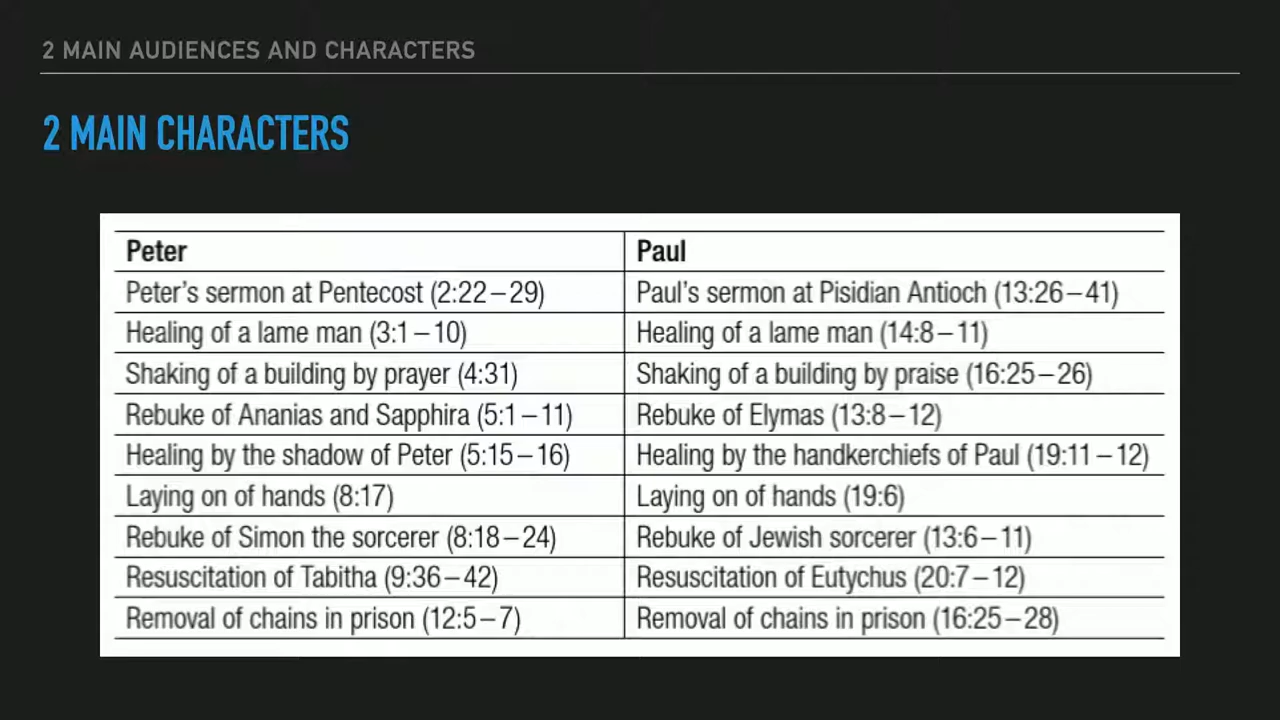 2 MAIN AUDIENCES AND CHARACTERS
2 MAIN CHARACTERS
Peter Paul
Peter's sermon at Pentecost (2:22–29) Paul's sermon at Pisidian Antioch (13:26–41)
Healing of a lame man (3:1–10) Healing of a lame man (14:8–11)
Shaking of a building by prayer (4:31) Shaking of a building by praise (16:25–26)
Rebuke of Ananias and Sapphira (5:1–11) Rebuke of Elymas (13:8–12)
Healing by the shadow of Peter (5:15–16) Healing by the handkerchiefs of Paul (19:11–12)
Laying on of hands (8:17) Laying on of hands (19:6)
Rebuke of Simon the sorcerer (8:18–24) Rebuke of Jewish sorcerer (13:6–11)
Resuscitation of Tabitha (9:36–42) Resuscitation of Eutychus (20:7–12)
Removal of chains in prison (12:5–7) Removal of chains in prison (16:25–28)